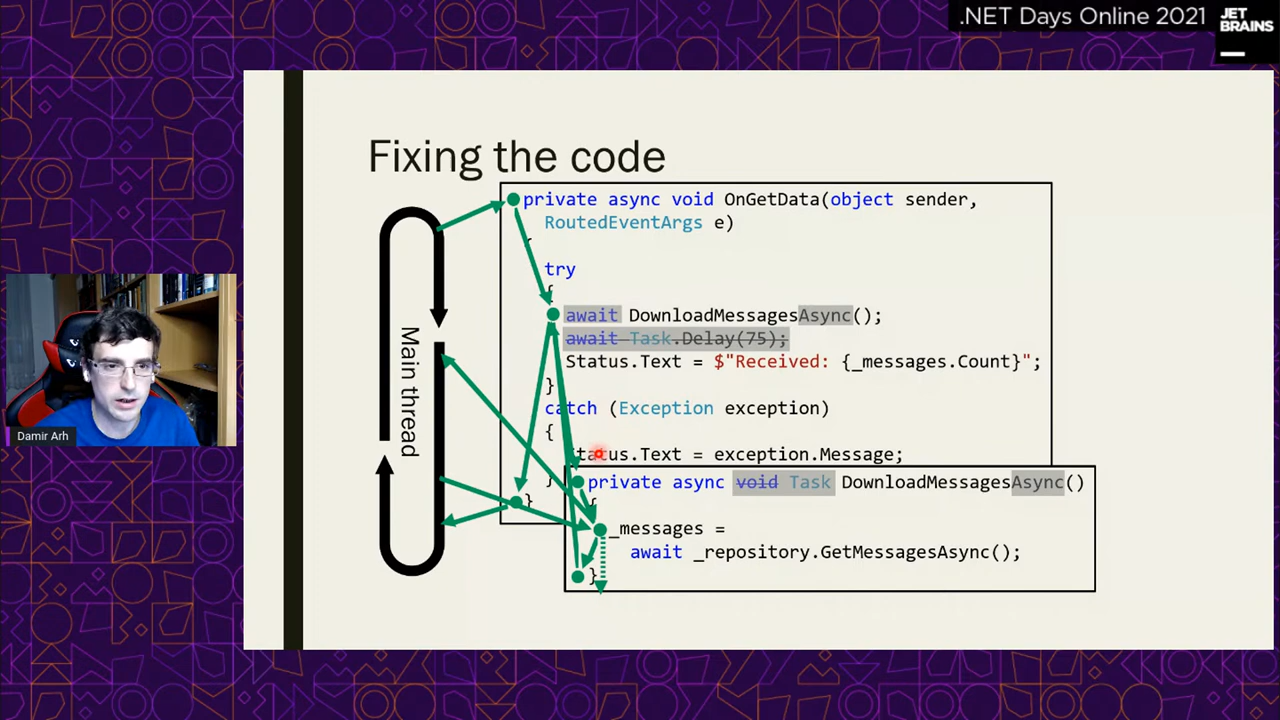 .NET Days Online 2021
JET
BRAINS
Fixing the code
private async void OnGetData(object sender,
RoutedEventArgs e)
{
try
{
await DownloadMessagesAsync();
await Task.Delay(75);
Status.Text = $"Received: {_messages.Count}";
}
catch (Exception exception)
{
Status.Text = exception.Message;
}
}
private async void Task DownloadMessagesAsync()
{
_messages =
await _repository.GetMessagesAsync();
}
Main thread
Damir Arh